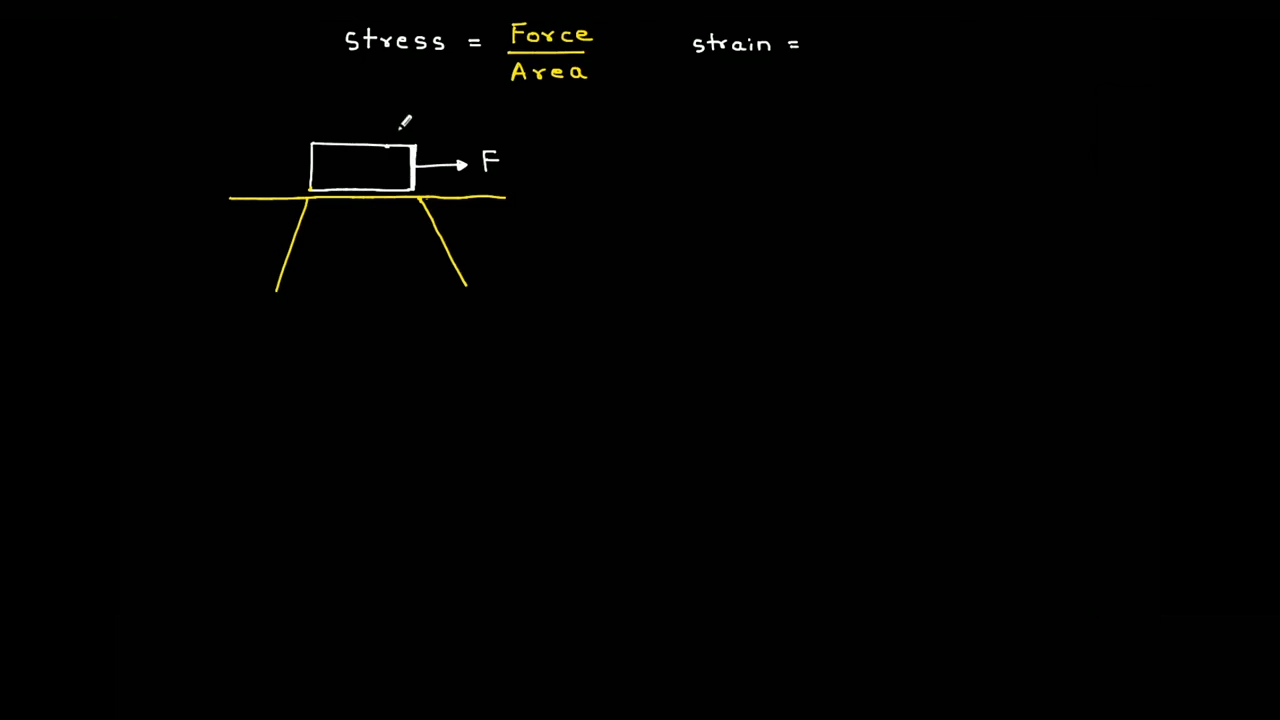 stress = Force / Area strain =
F